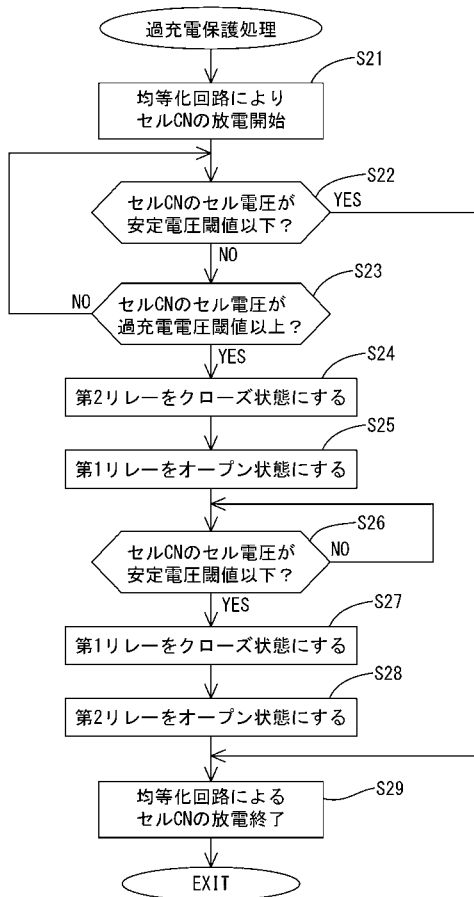 過充電保護処理
S21
均等化回路により
セルCNの放電開始
S22
セルCNのセル電圧が
安定電圧閾値以下？
YES
NO
S23
セルCNのセル電圧が
過充電電圧閾値以上？
NO
YES
S24
第2リレーをクローズ状態にする
S25
第1リレーをオープン状態にする
S26
セルCNのセル電圧が
安定電圧閾値以下？
NO
YES
S27
第1リレーをクローズ状態にする
S28
第2リレーをオープン状態にする
S29
均等化回路による
セルCNの放電終了
EXIT